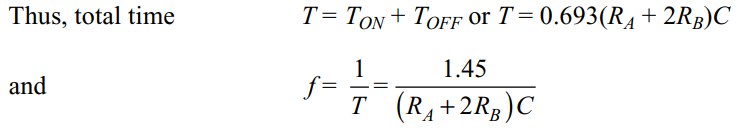 Thus, total time T = T_ON + T_OFF or T = 0.693(R_A + 2R_B)C
and f = 1/T = 1.45/((R_A + 2R_B)C)